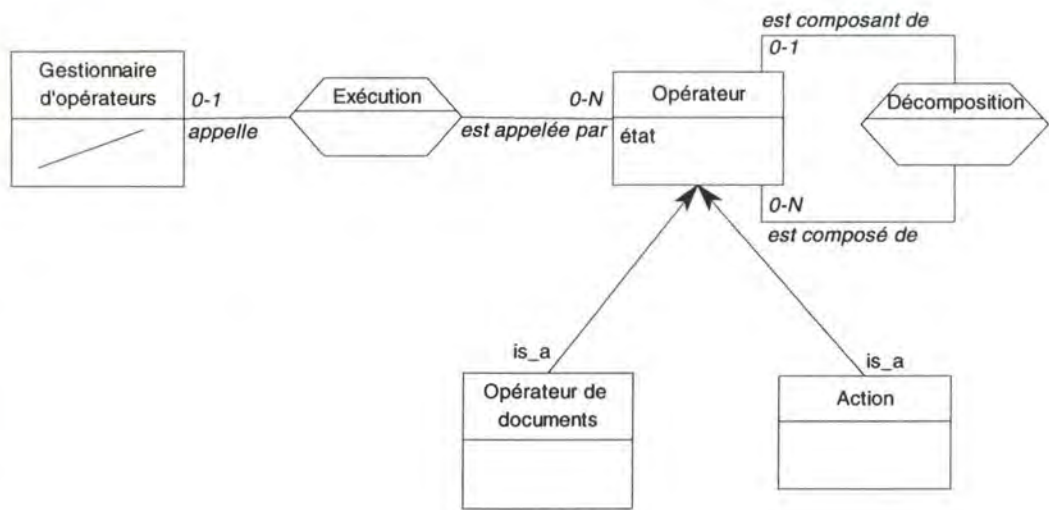 est composant de
0-1
Gestionnaire
d'opérateurs
0-1
appelle
Exécution
0-N
est appelée par
Opérateur
état
Décomposition
0-N
est composé de
is_a
is_a
Opérateur de
documents
Action